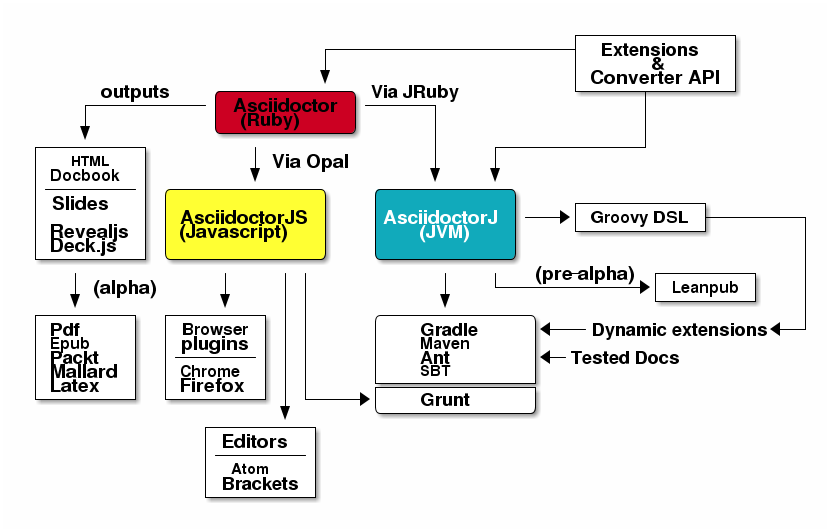 Extensions
&
Converter API
outputs
Asciidoctor
(Ruby)
Via JRuby
HTML
Docbook
Slides
Revealjs
Deck.js
Via Opal
AsciidoctorJS
(Javascript)
AsciidoctorJ
(JVM)
Groovy DSL
(alpha)
(pre-alpha)
Leanpub
Pdf
Epub
Packt
Mallard
Latex
Browser
plugins
Chrome
Firefox
Gradle
Maven
Ant
SBT
Grunt
Dynamic extensions
Tested Docs
Editors
Atom
Brackets